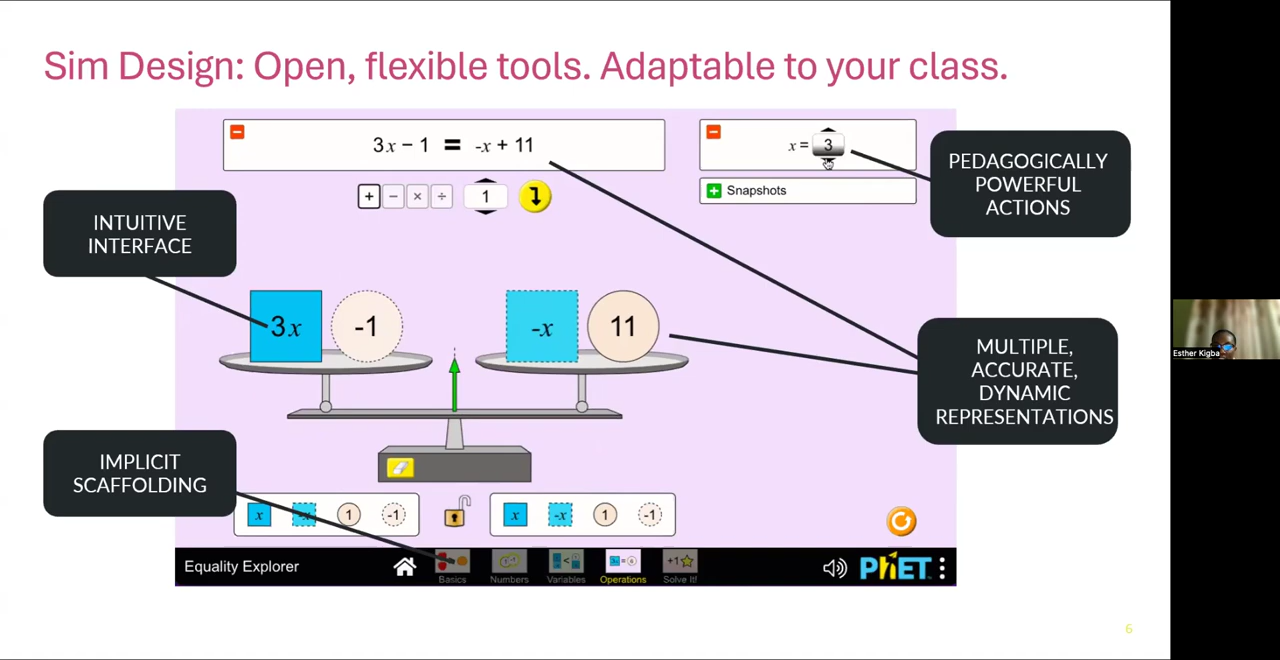 Sim Design: Open, flexible tools. Adaptable to your class.
3x − 1 = -x + 11
x = 3
+ − × ÷ 1
Snapshots
INTUITIVE
INTERFACE
PEDAGOGICALLY
POWERFUL
ACTIONS
3x -1 -x 11
MULTIPLE,
ACCURATE,
DYNAMIC
REPRESENTATIONS
Esther Kigba
IMPLICIT
SCAFFOLDING
x -x 1 -1
x -x 1 -1
Equality Explorer
Basics
Numbers
Variables
Operations
+1
Solve It!
PhET
6